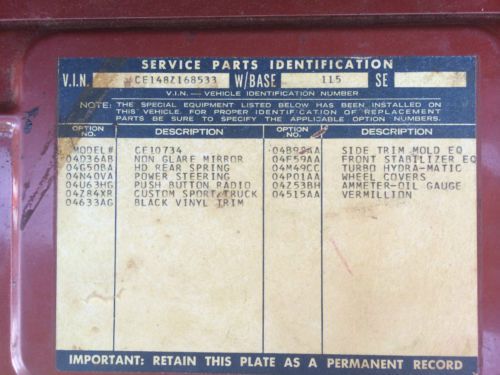 SERVICE PARTS IDENTIFICATION
V.I.N. CE148Z168533 W/BASE 115 SE
V.I.N. — VEHICLE IDENTIFICATION NUMBER
NOTE: THE SPECIAL EQUIPMENT LISTED BELOW HAS BEEN INSTALLED ON
THIS VEHICLE. FOR PROPER IDENTIFICATION OF REPLACEMENT
PARTS BE SURE TO SPECIFY THE APPLICABLE OPTION NUMBERS.
OPTION NO. DESCRIPTION OPTION NO. DESCRIPTION
MODEL# CE10734
04D36AB NON GLARE MIRROR
04G50BA HD REAR SPRING
04N40VA POWER STEERING
04U63HG PUSH BUTTON RADIO
04Z84XR CUSTOM SPORT TRUCK
04633AG BLACK VINYL TRIM
SIDE TRIM MOLD EQ
04F59AA FRONT STABILIZER EQ
04M49CC TURBO HYDRA-MATIC
04P01AA WHEEL COVERS
04Z53BH AMMETER-OIL GAUGE
04515AA VERMILLION
IMPORTANT: RETAIN THIS PLATE AS A PERMANENT RECORD